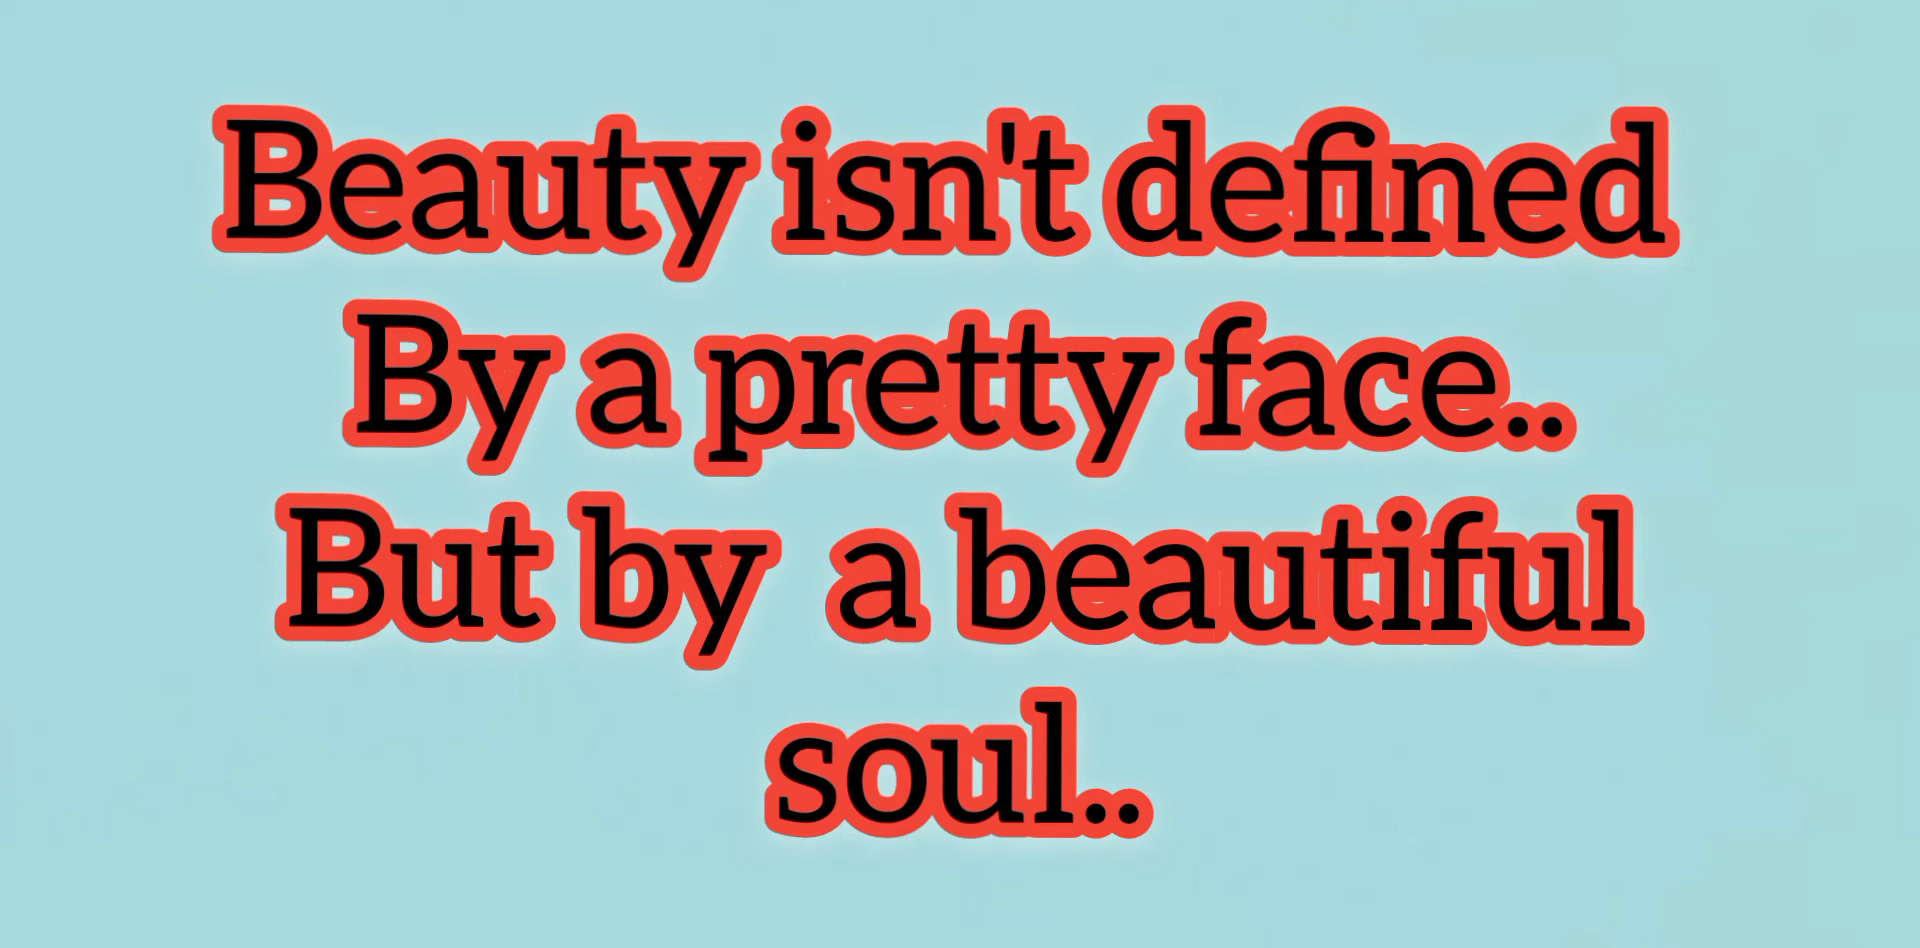 Beauty isn't defined
By a pretty face..
But by  a beautiful
soul..